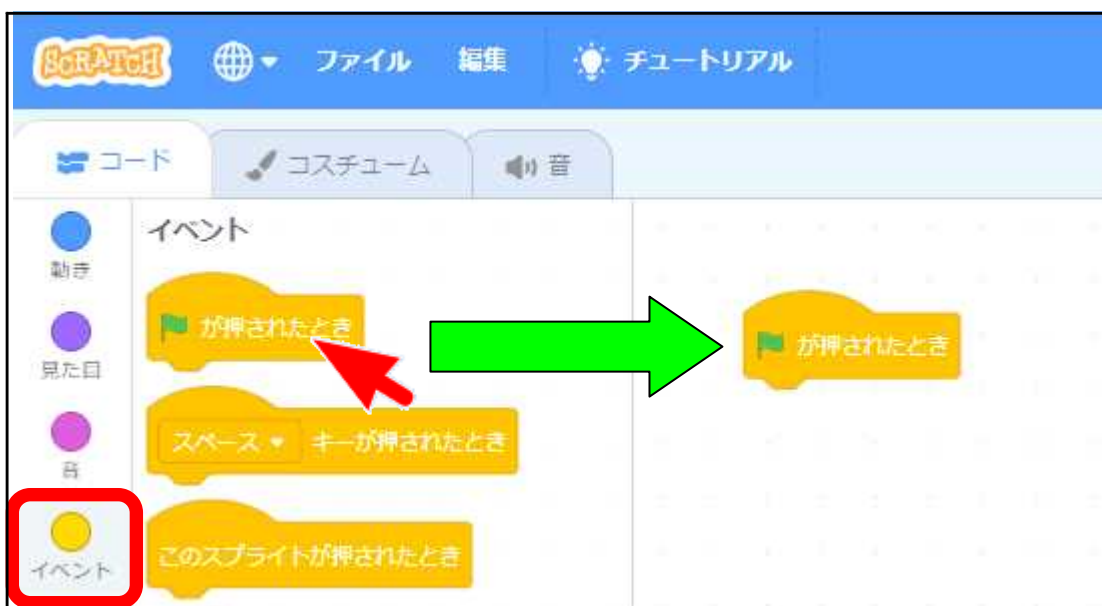 SCRATCH ファイル 編集 チュートリアル
コード コスチューム 音
動き
見た目
音
イベント
イベント
が押されたとき
スペース キーが押されたとき
このスプライトが押されたとき
が押されたとき